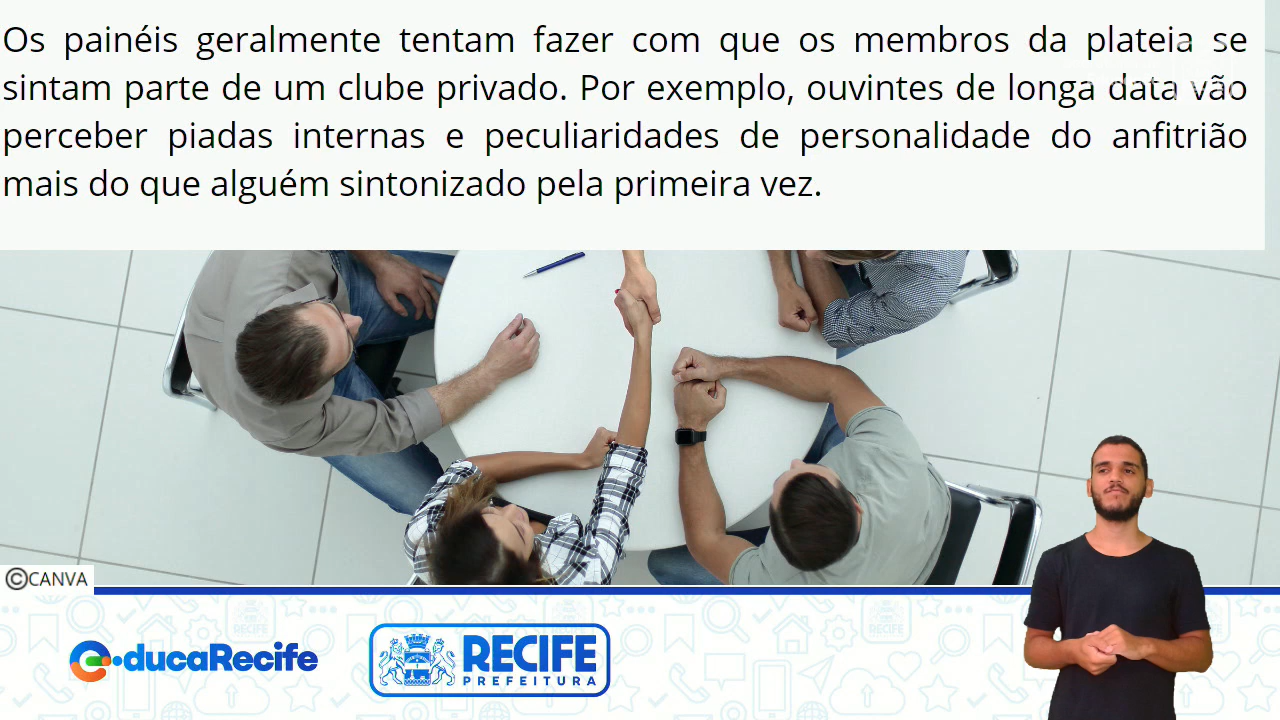 Os painéis geralmente tentam fazer com que os membros da plateia se
sintam parte de um clube privado. Por exemplo, ouvintes de longa data vão
perceber piadas internas e peculiaridades de personalidade do anfitrião
mais do que alguém sintonizado pela primeira vez.
©CANVA
ducaRecife
RECIFE
PREFEITURA